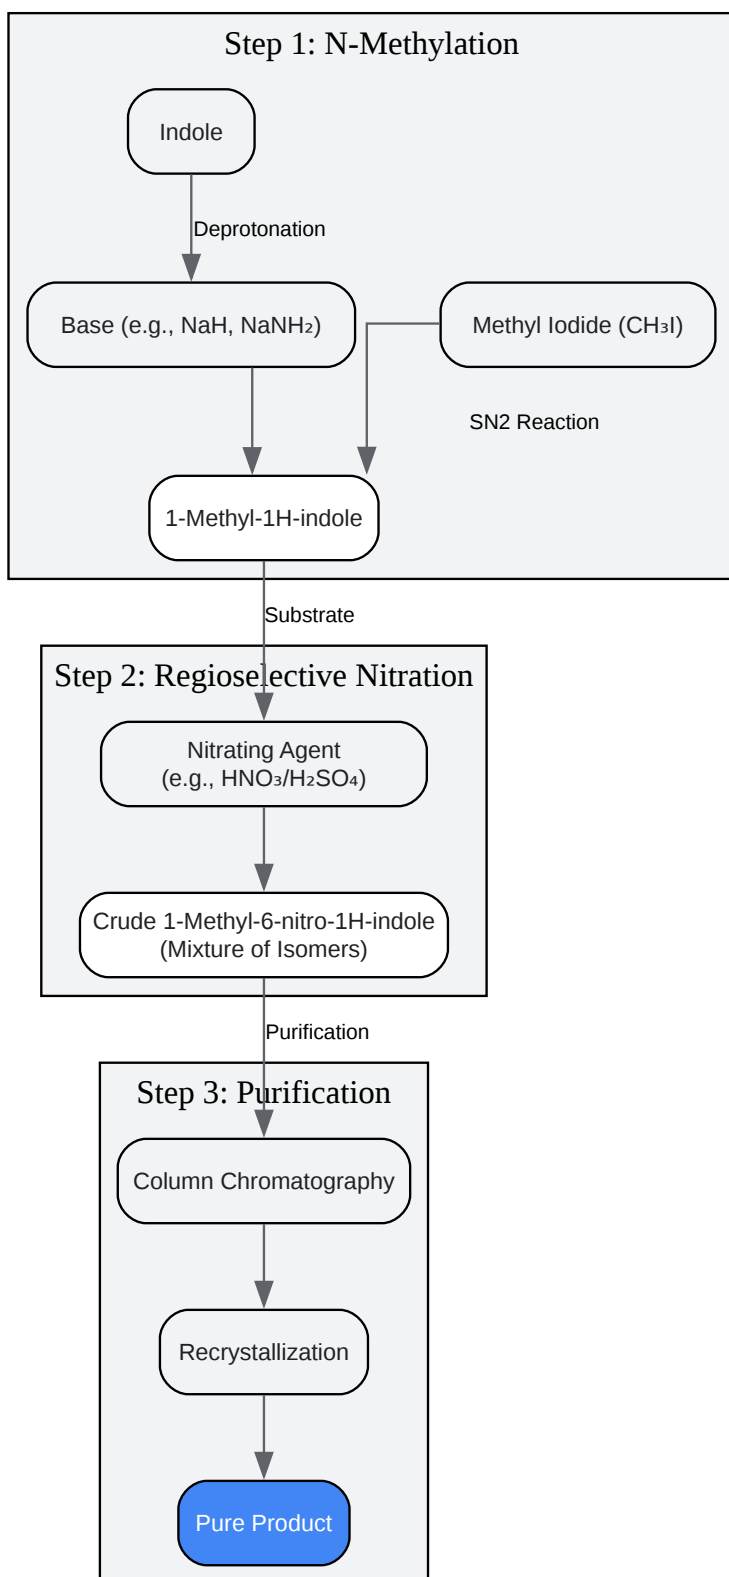 Step 1: N-Methylation
Indole
Deprotonation
Base (e.g., NaH, NaNH₂)
Methyl Iodide (CH₃I)
SN2 Reaction
1-Methyl-1H-indole
Substrate
Step 2: Regioselective Nitration
Nitrating Agent
(e.g., HNO₃/H₂SO₄)
Crude 1-Methyl-6-nitro-1H-indole
(Mixture of Isomers)
Purification
Step 3: Purification
Column Chromatography
Recrystallization
Pure Product